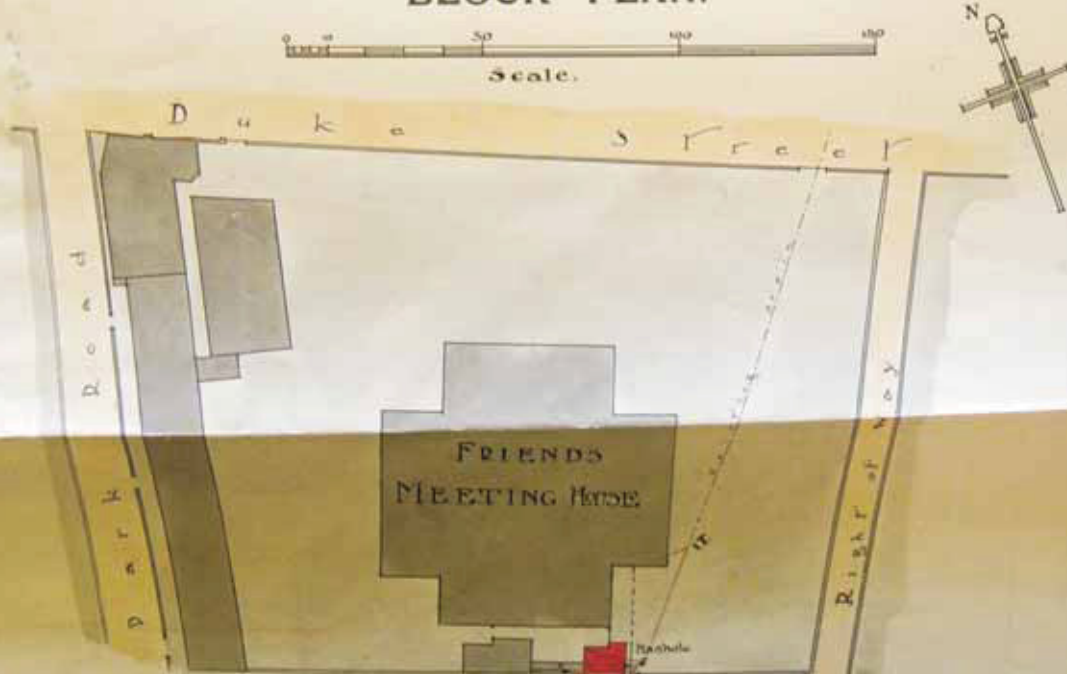 BLOCK PLAN.
0 10 50 100 150
Scale.
N
Duke Street
Park Road
FRIENDS
MEETING HOUSE
Right of Way
Manhole